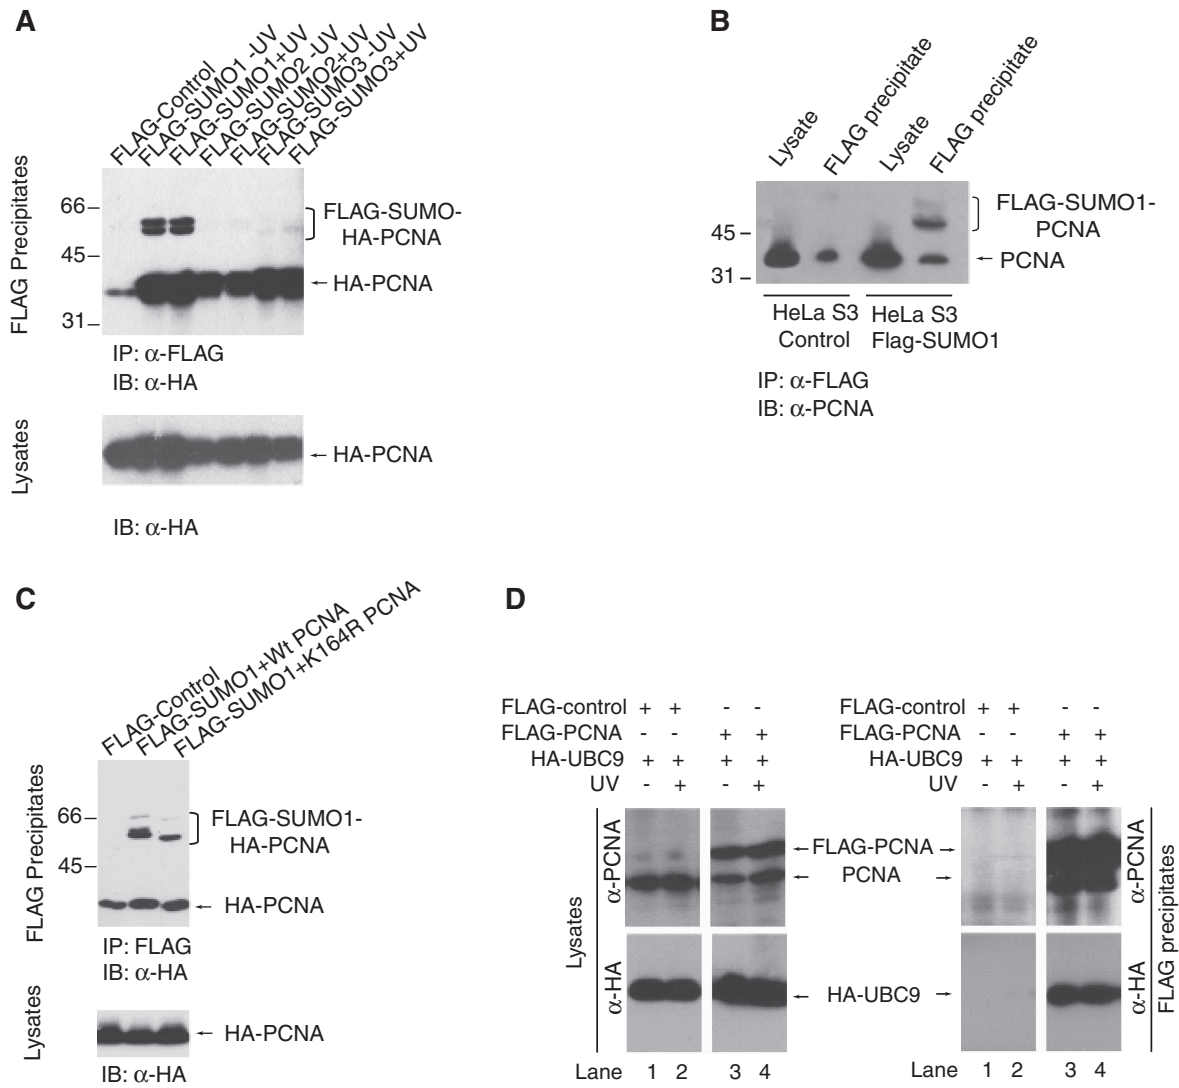 A
FLAG-Control
FLAG-SUMO1 -UV
FLAG-SUMO1+UV
FLAG-SUMO2 -UV
FLAG-SUMO2+UV
FLAG-SUMO3 -UV
FLAG-SUMO3+UV
FLAG Precipitates
66
45
31
FLAG-SUMO-
HA-PCNA
← HA-PCNA
IP: α-FLAG
IB: α-HA
Lysates
← HA-PCNA
IB: α-HA
B
Lysate
FLAG precipitate
Lysate
FLAG precipitate
45
31
FLAG-SUMO1-
PCNA
← PCNA
HeLa S3 HeLa S3
Control Flag-SUMO1
IP: α-FLAG
IB: α-PCNA
C
FLAG-Control
FLAG-SUMO1+Wt PCNA
FLAG-SUMO1+K164R PCNA
FLAG Precipitates
66
45
FLAG-SUMO1-
HA-PCNA
← HA-PCNA
IP: FLAG
IB: α-HA
Lysates
← HA-PCNA
IB: α-HA
D
FLAG-control + + - - FLAG-control + + - -
FLAG-PCNA - - + + FLAG-PCNA - - + +
HA-UBC9 + + + + HA-UBC9 + + + +
UV - + - + UV - + - +
Lysates
α-PCNA
α-HA
← FLAG-PCNA →
← PCNA →
← HA-UBC9 →
α-PCNA
α-HA
FLAG precipitates
Lane 1 2 3 4 Lane 1 2 3 4